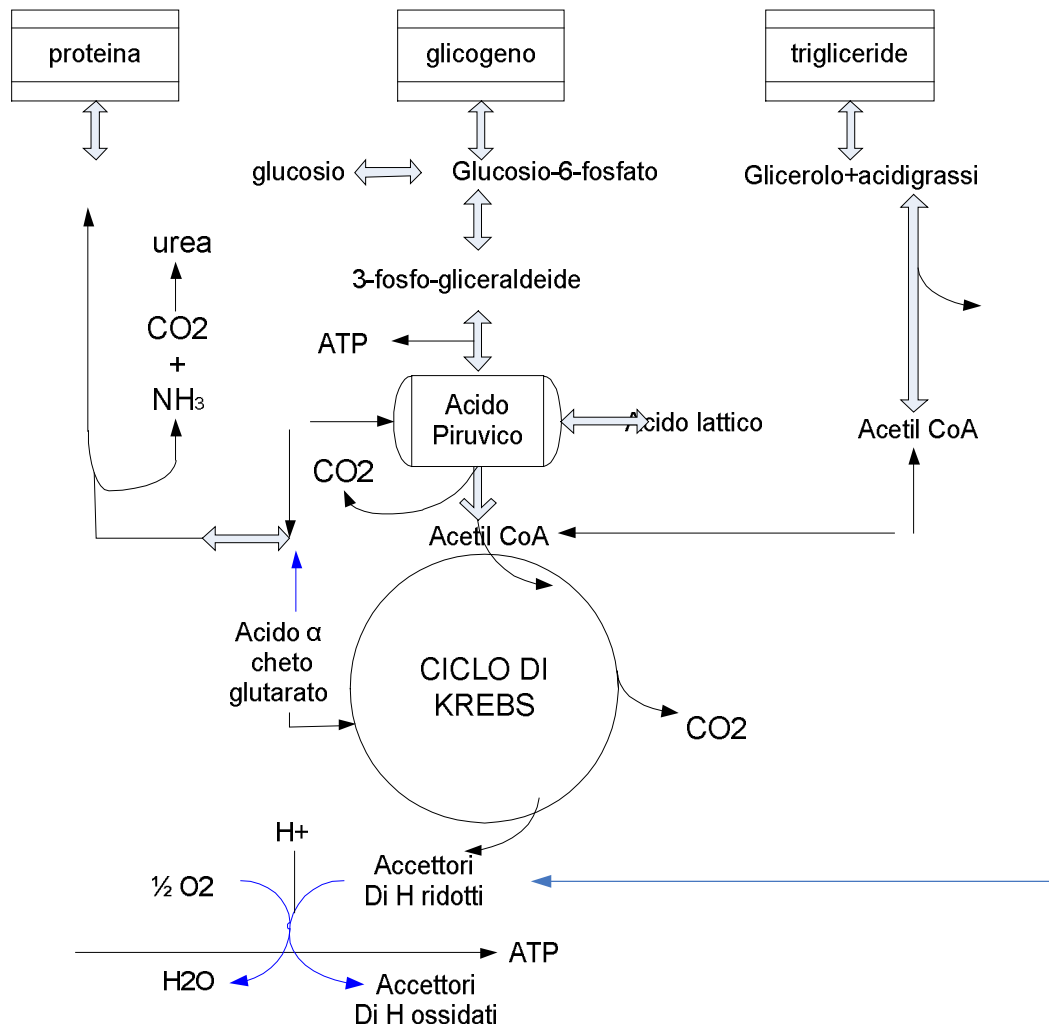 proteina
glicogeno
trigliceride
glucosio
Glucosio-6-fosfato
Glicerolo+acidigrassi
urea
3-fosfo-gliceraldeide
CO2
+
NH3
ATP
Acido
Piruvico
Acido lattico
Acetil CoA
CO2
Acetil CoA
Acido α
cheto
glutarato
CICLO DI
KREBS
CO2
H+
½ O2
Accettori
Di H ridotti
ATP
H2O
Accettori
Di H ossidati